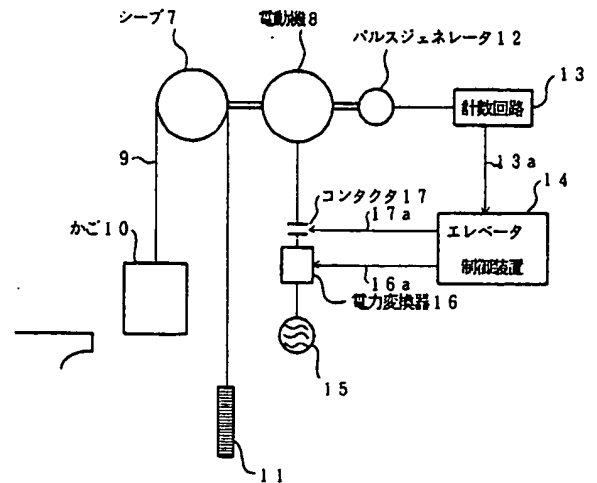 シーブ7
電動機8
パルスジェネレータ12
計数回路
13
13a
14
9
コンタクタ17
17a
エレベータ
制御装置
かご10
16a
電力変換器16
15
11